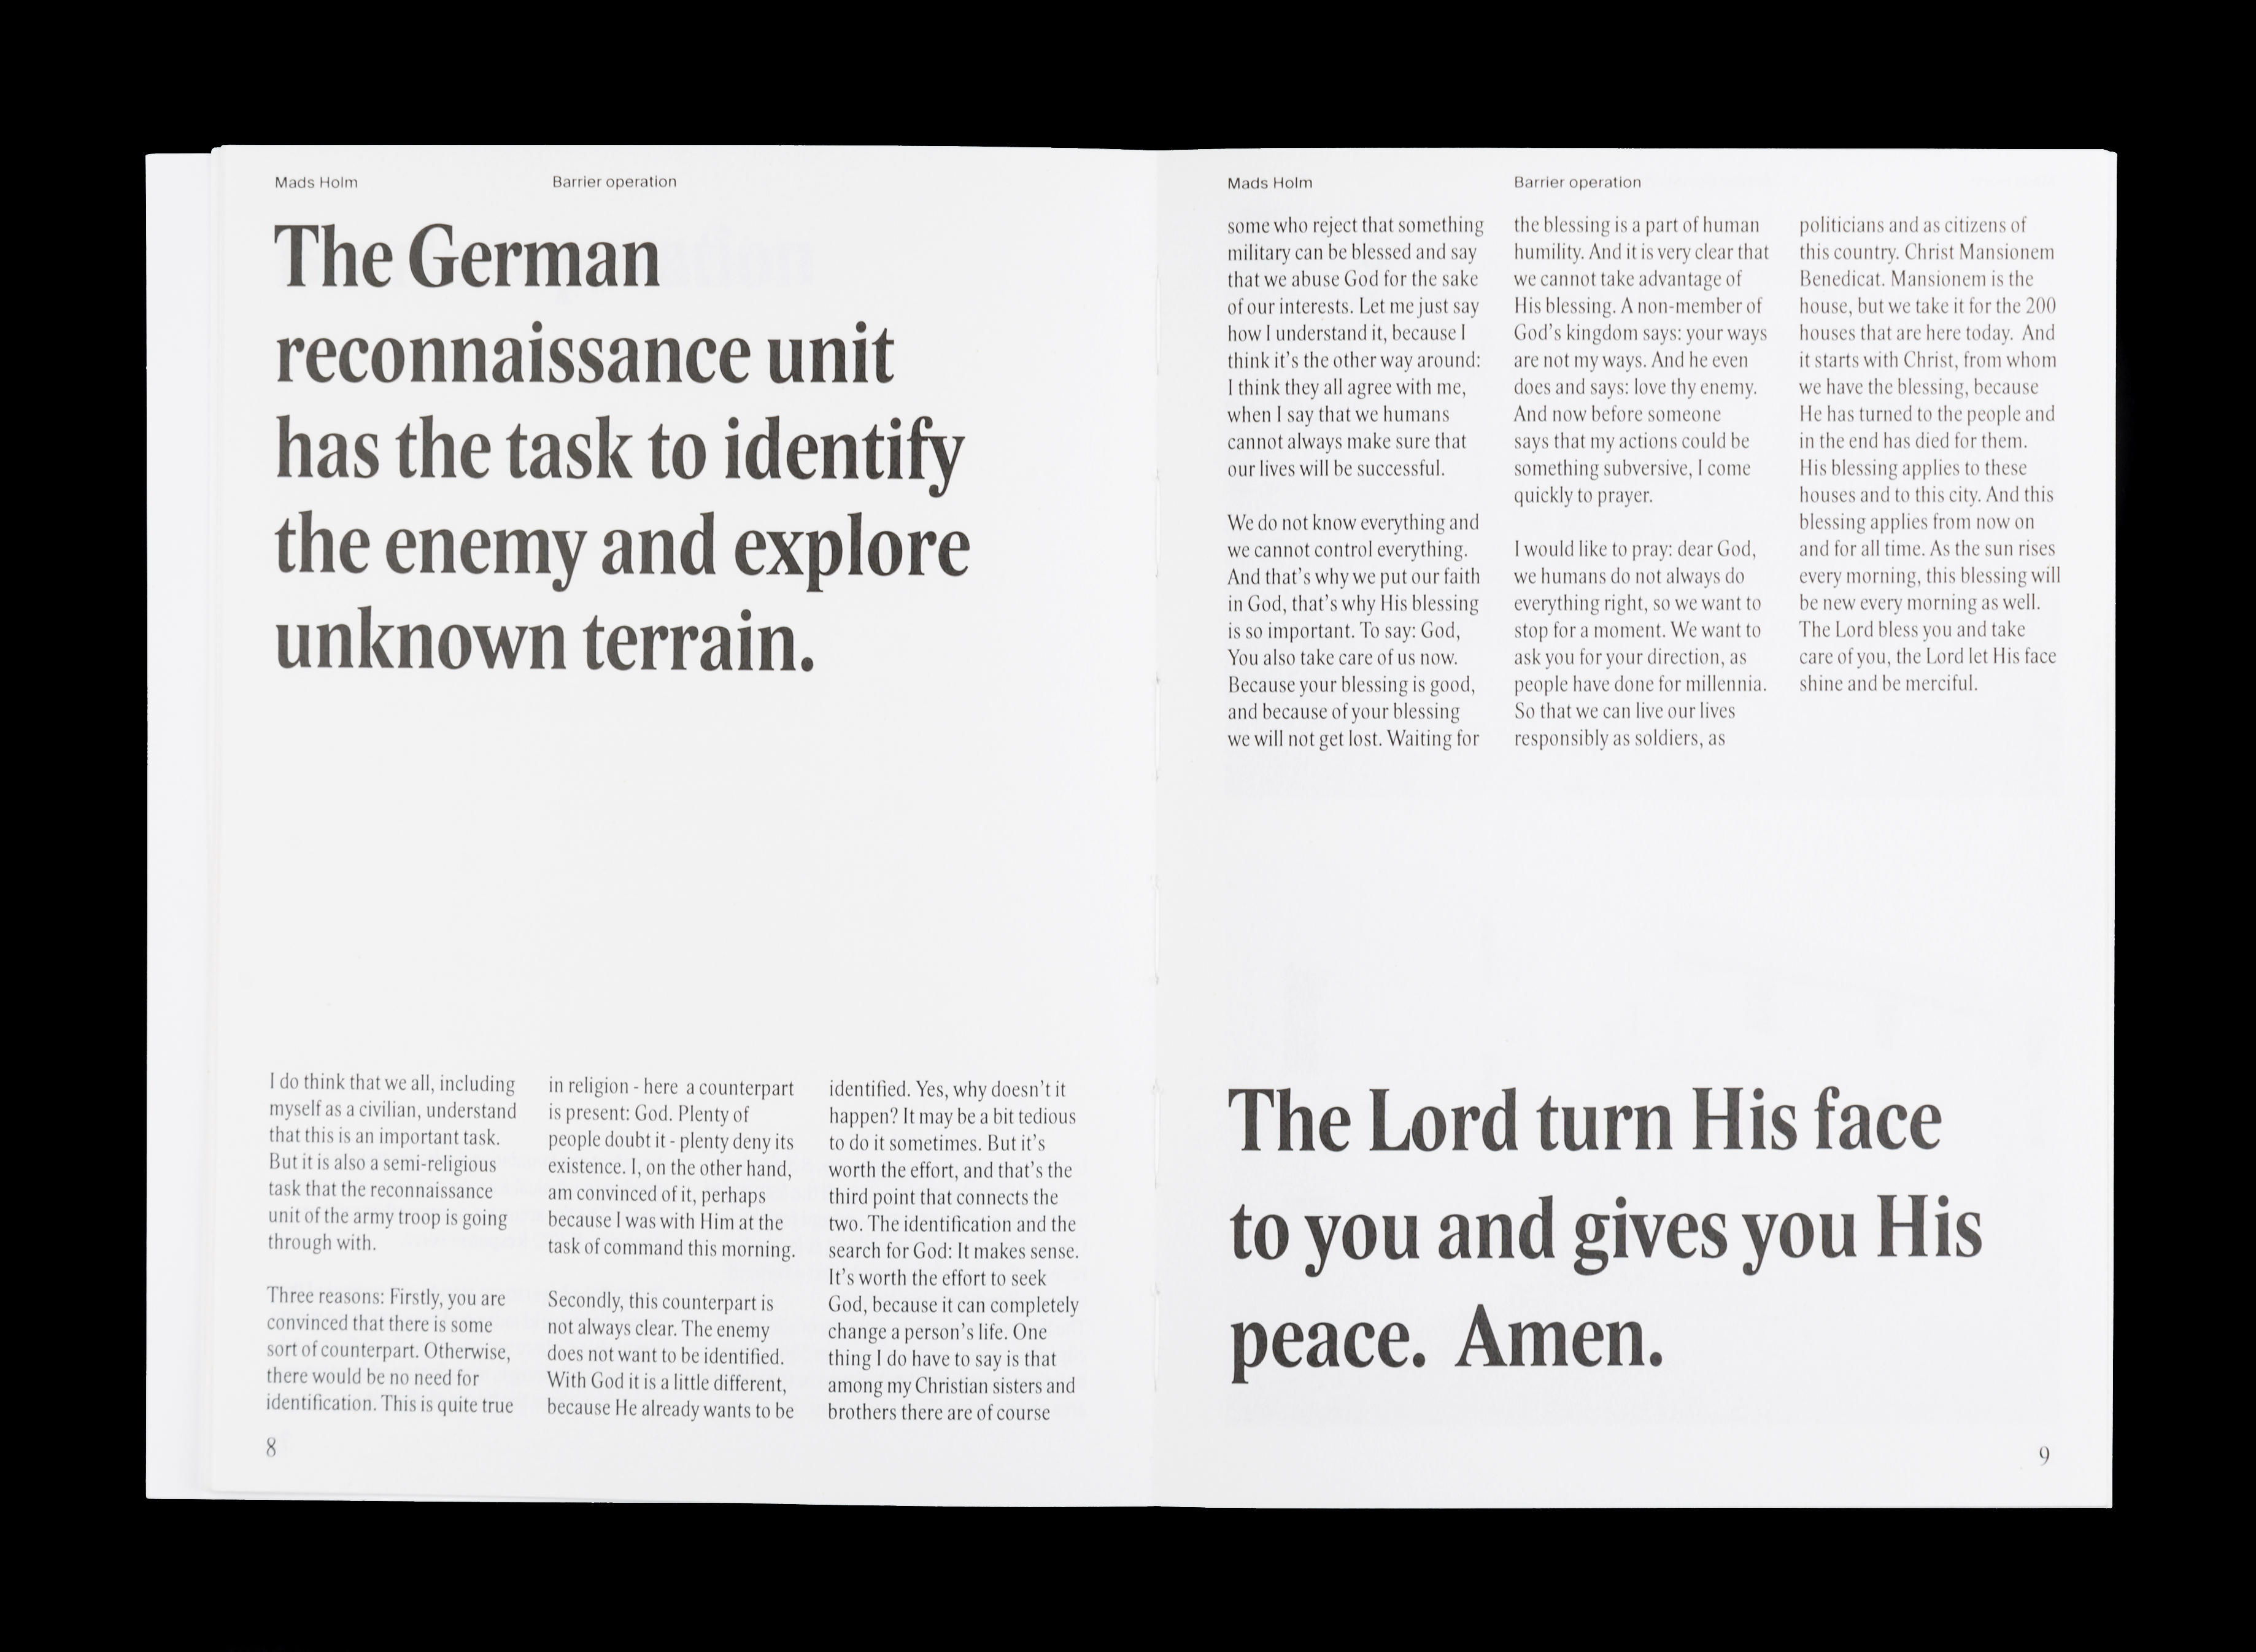 Mads Holm
Barrier operation
The German
reconnaissance unit
has the task to identify
the enemy and explore
unknown terrain.
I do think that we all, including
myself as a civilian, understand
that this is an important task.
But it is also a semi-religious
task that the reconnaissance
unit of the army troop is going
through with.
Three reasons: Firstly, you are
convinced that there is some
sort of counterpart. Otherwise,
there would be no need for
identification. This is quite true
in religion - here a counterpart
is present: God. Plenty of
people doubt it - plenty deny its
existence. I, on the other hand,
am convinced of it, perhaps
because I was with Him at the
task of command this morning.
Secondly, this counterpart is
not always clear. The enemy
does not want to be identified.
With God it is a little different,
because He already wants to be
identified. Yes, why doesn't it
happen? It may be a bit tedious
to do it sometimes. But it's
worth the effort, and that's the
third point that connects the
two. The identification and the
search for God: It makes sense.
It's worth the effort to seek
God, because it can completely
change a person's life. One
thing I do have to say is that
among my Christian sisters and
brothers there are of course
8
Mads Holm
Barrier operation
some who reject that something
military can be blessed and say
that we abuse God for the sake
of our interests. Let me just say
how I understand it, because I
think it's the other way around:
I think they all agree with me,
when I say that we humans
cannot always make sure that
our lives will be successful.
We do not know everything and
we cannot control everything.
And that's why we put our faith
in God, that's why His blessing
is so important. To say: God,
You also take care of us now.
Because your blessing is good,
and because of your blessing
we will not get lost. Waiting for
the blessing is a part of human
humility. And it is very clear that
we cannot take advantage of
His blessing. A non-member of
God's kingdom says: your ways
are not my ways. And he even
does and says: love thy enemy.
And now before someone
says that my actions could be
something subversive, I come
quickly to prayer.
I would like to pray: dear God,
we humans do not always do
everything right, so we want to
stop for a moment. We want to
ask you for your direction, as
people have done for millennia.
So that we can live our lives
responsibly as soldiers, as
politicians and as citizens of
this country. Christ Mansionem
Benedicat. Mansionem is the
house, but we take it for the 200
houses that are here today. And
it starts with Christ, from whom
we have the blessing, because
He has turned to the people and
in the end has died for them.
His blessing applies to these
houses and to this city. And this
blessing applies from now on
and for all time. As the sun rises
every morning, this blessing will
be new every morning as well.
The Lord bless you and take
care of you, the Lord let His face
shine and be merciful.
The Lord turn His face
to you and gives you His
peace. Amen.
9